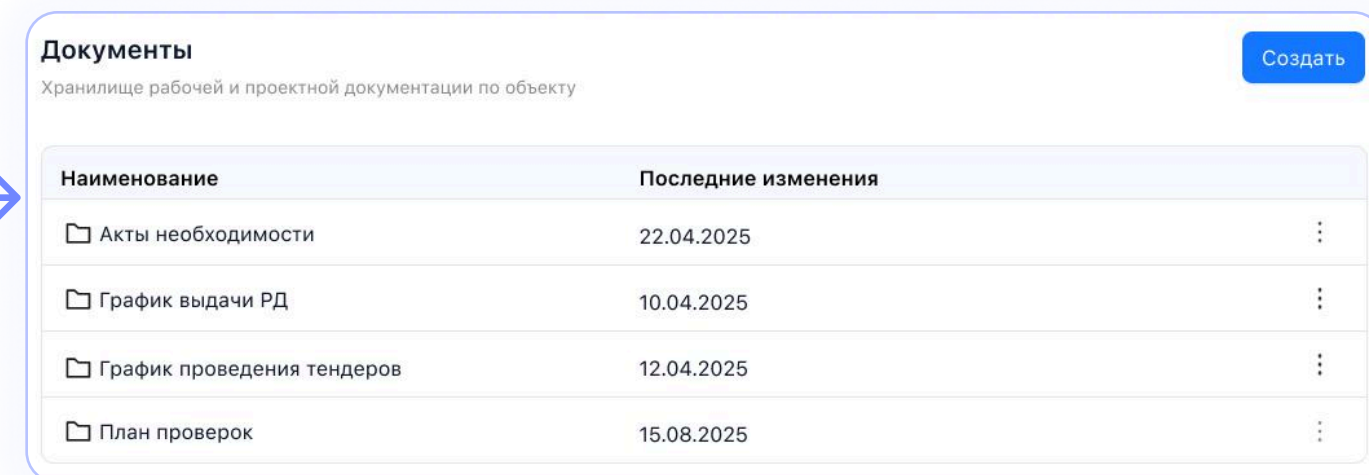 Документы
Создать
Хранилище рабочей и проектной документации по объекту
Наименование Последние изменения
Акты необходимости 22.04.2025
График выдачи РД 10.04.2025
График проведения тендеров 12.04.2025
План проверок 15.08.2025